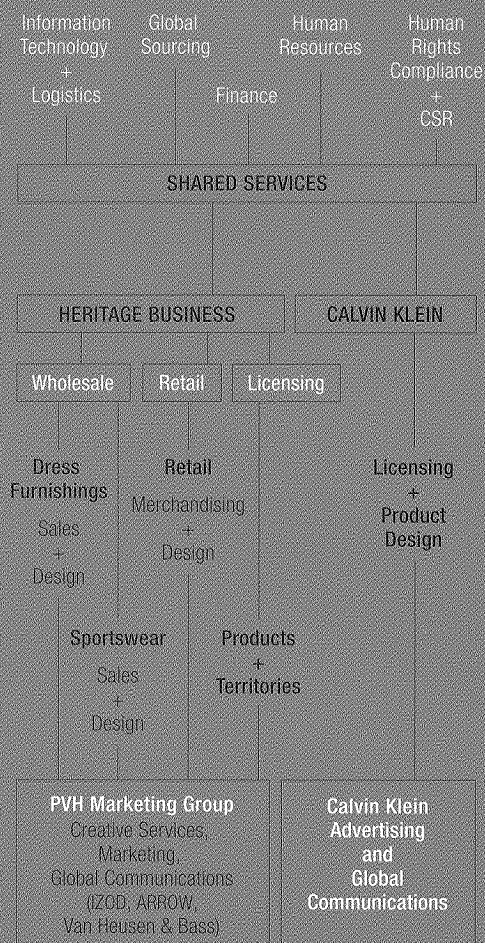 Information
Technology
+
Logistics
Global
Sourcing
Finance
Human
Resources
Human
Rights
Compliance
+
CSR
SHARED SERVICES
HERITAGE BUSINESS
CALVIN KLEIN
Wholesale
Retail
Licensing
Dress
Furnishings
Sales
+
Design
Retail
Merchandising
+
Design
Licensing
+
Product
Design
Sportswear
Sales
+
Design
Products
+
Territories
PVH Marketing Group
Creative Services,
Marketing,
Global Communications
(IZOD, ARROW,
Van Heusen & Bass)
Calvin Klein
Advertising
and
Global
Communications